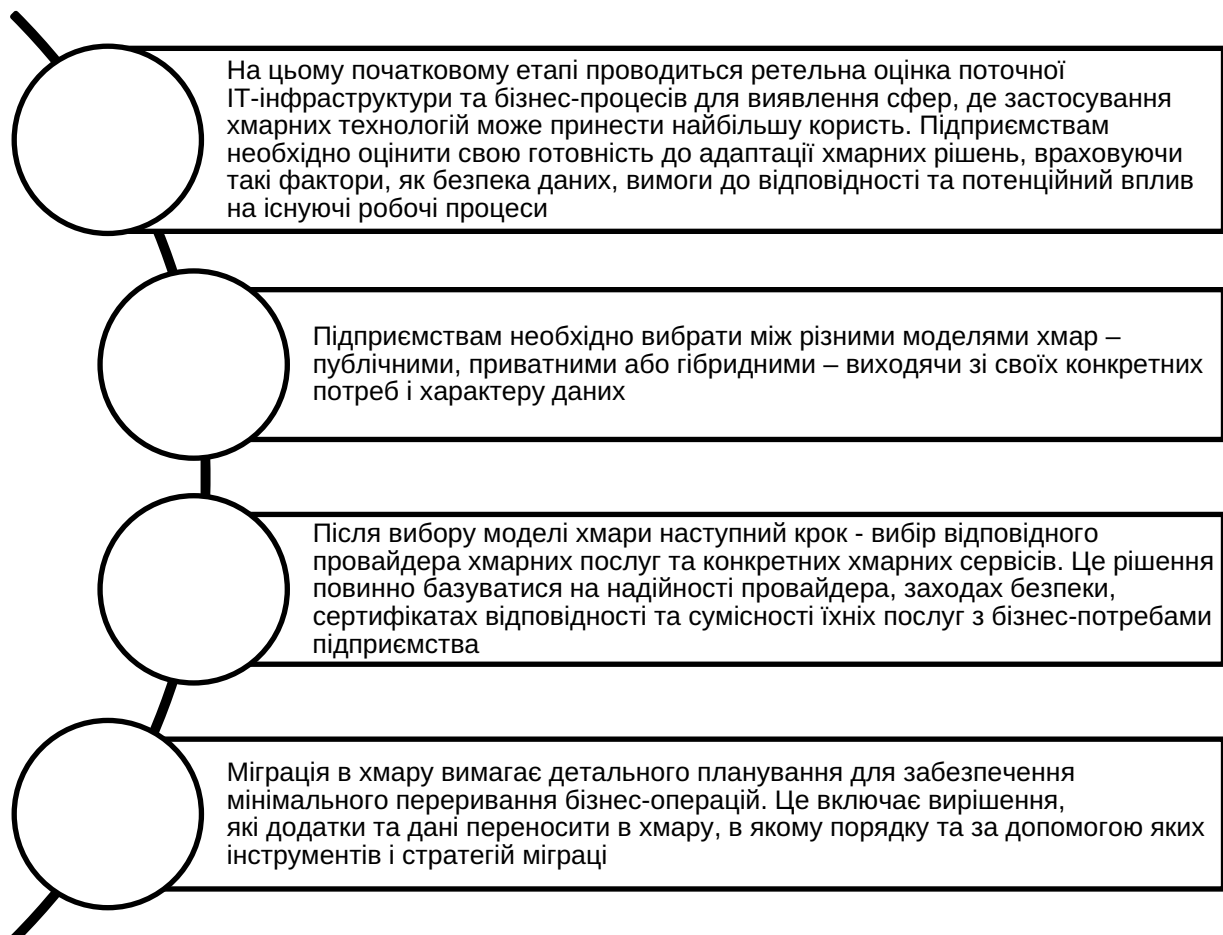 На цьому початковому етапі проводиться ретельна оцінка поточної
ІТ-інфраструктури та бізнес-процесів для виявлення сфер, де застосування
хмарних технологій може принести найбільшу користь. Підприємствам
необхідно оцінити свою готовність до адаптації хмарних рішень, враховуючи
такі фактори, як безпека даних, вимоги до відповідності та потенційний вплив
на існуючі робочі процеси
Підприємствам необхідно вибрати між різними моделями хмар –
публічними, приватними або гібридними – виходячи зі своїх конкретних
потреб і характеру даних
Після вибору моделі хмари наступний крок - вибір відповідного
провайдера хмарних послуг та конкретних хмарних сервісів. Це рішення
повинно базуватися на надійності провайдера, заходах безпеки,
сертифікатах відповідності та сумісності їхніх послуг з бізнес-потребами
підприємства
Міграція в хмару вимагає детального планування для забезпечення
мінімального переривання бізнес-операцій. Це включає вирішення,
які додатки та дані переносити в хмару, в якому порядку та за допомогою яких
інструментів і стратегій міграці